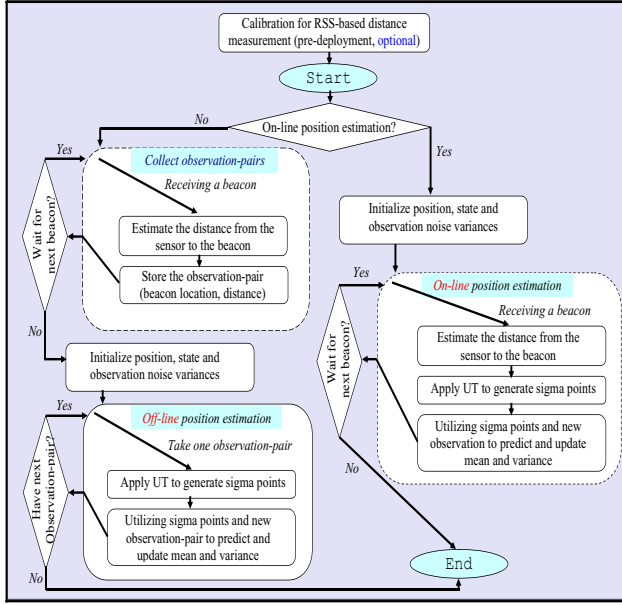 Calibration for RSS-based distance
measurement (pre-deployment, optional)
Start
On-line position estimation?
No
Yes
Yes
Collect observation-pairs
Receiving a beacon
Wait for
next beacon?
Estimate the distance from the
sensor to the beacon
Store the observation-pair
(beacon location, distance)
No
Initialize position, state and
observation noise variances
Yes
On-line position estimation
Receiving a beacon
Wait for
next beacon?
Estimate the distance from the
sensor to the beacon
Apply UT to generate sigma points
Utilizing sigma points and new
observation to predict and update
mean and variance
No
Initialize position, state and
observation noise variances
Yes
Off-line position estimation
Take one observation-pair
Have next
Observation-pair?
Apply UT to generate sigma points
Utilizing sigma points and new
observation-pair to predict and
update mean and variance
No
End